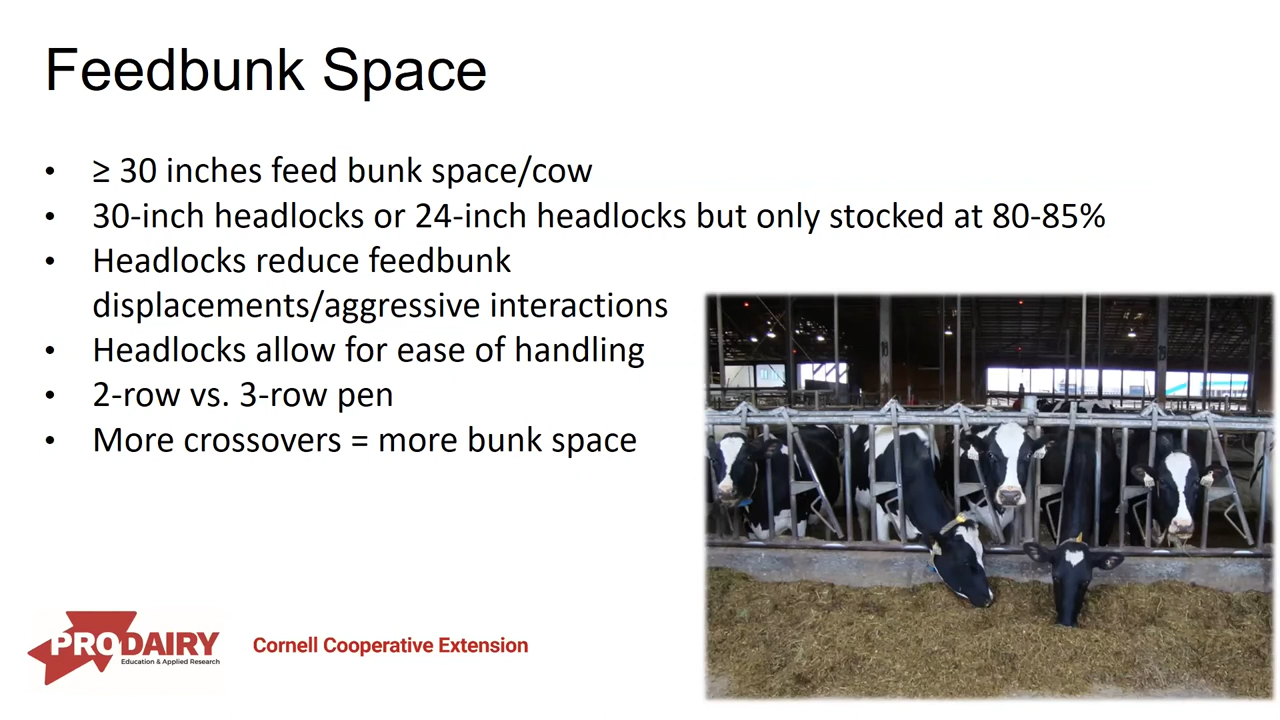 Feedbunk Space
• ≥ 30 inches feed bunk space/cow
• 30-inch headlocks or 24-inch headlocks but only stocked at 80-85%
• Headlocks reduce feedbunk
displacements/aggressive interactions
• Headlocks allow for ease of handling
• 2-row vs. 3-row pen
• More crossovers = more bunk space
PRODAIRY
Education & Applied Research
Cornell Cooperative Extension